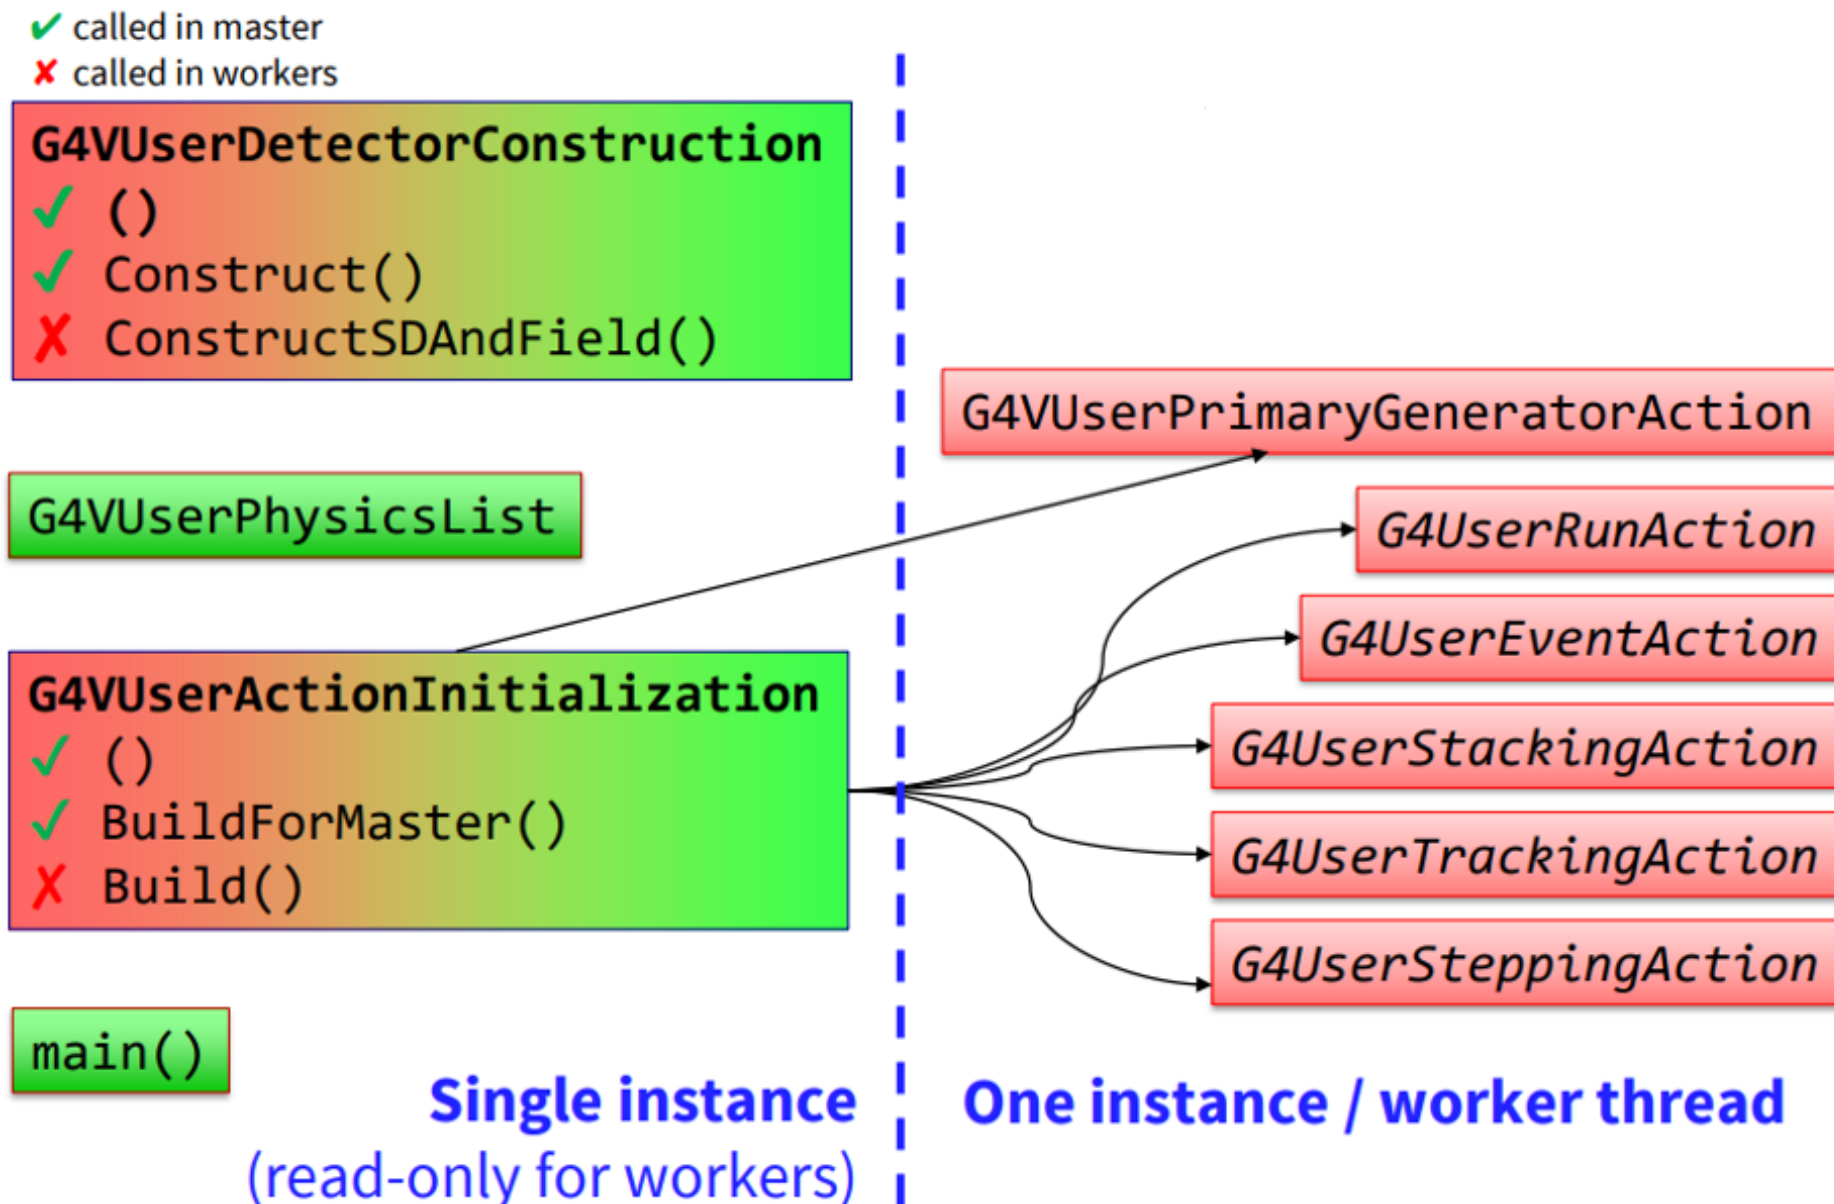 ✔ called in master
✘ called in workers
G4VUserDetectorConstruction
✓ ()
✓ Construct()
✗ ConstructSDAndField()
G4VUserPhysicsList
G4VUserActionInitialization
✓ ()
✓ BuildForMaster()
✗ Build()
main()
Single instance
(read-only for workers)
G4VUserPrimaryGeneratorAction
G4UserRunAction
G4UserEventAction
G4UserStackingAction
G4UserTrackingAction
G4UserSteppingAction
One instance / worker thread